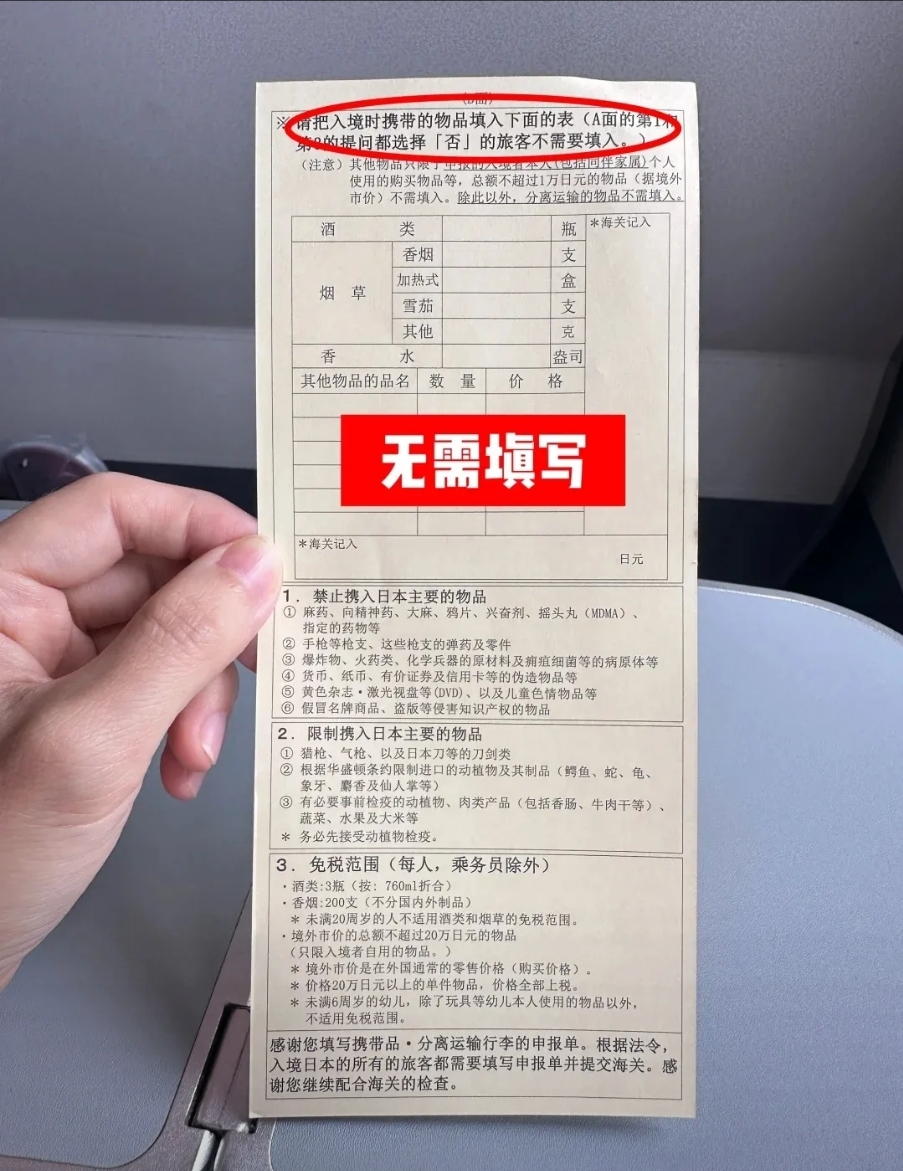 (B面)
※请把入境时携带的物品填入下面的表（A面的第1和
第3的提问都选择「否」的旅客不需要填入。）
（注意）其他物品只限于申报的入境者本人(包括同伴家属)个人
使用的购买物品等，总额不超过1万日元的物品（据境外
市价）不需填入。除此以外，分离运输的物品不需填入。
酒 类 瓶 *海关记入
烟 草 香烟 支
加热式 盒
雪茄 支
其他 克
香 水 盎司
其他物品的品名 数 量 价 格
无需填写
*海关记入
日元
1. 禁止携入日本主要的物品
① 麻药、向精神药、大麻、鸦片、兴奋剂、摇头丸（MDMA）、
指定的药物等
② 手枪等枪支、这些枪支的弹药及零件
③ 爆炸物、火药类、化学兵器的原材料及痈疽细菌等的病原体等
④ 货币、纸币、有价证券及信用卡等的伪造物品等
⑤ 黄色杂志・激光视盘等(DVD)、以及儿童色情物品等
⑥ 假冒名牌商品、盗版等侵害知识产权的物品
2. 限制携入日本主要的物品
① 猎枪、气枪、以及日本刀等的刀剑类
② 根据华盛顿条约限制进口的动植物及其制品（鳄鱼、蛇、龟、
象牙、麝香及仙人掌等）
③ 有必要事前检疫的动植物、肉类产品（包括香肠、牛肉干等）、
蔬菜、水果及大米等
* 务必先接受动植物检疫。
3. 免税范围（每人，乘务员除外）
・酒类:3瓶（按: 760ml折合）
・香烟:200支（不分国内外制品）
* 未满20周岁的人不适用酒类和烟草的免税范围。
・境外市价的总额不超过20万日元的物品
（只限入境者自用的物品。）
* 境外市价是在外国通常的零售价格（购买价格）。
* 价格20万日元以上的单件物品，价格全部上税。
* 未满6周岁的幼儿，除了玩具等幼儿本人使用的物品以外，
不适用免税范围。
感谢您填写携带品・分离运输行李的申报单。根据法令，
入境日本的所有的旅客都需要填写申报单并提交海关。感
谢您继续配合海关的检查。